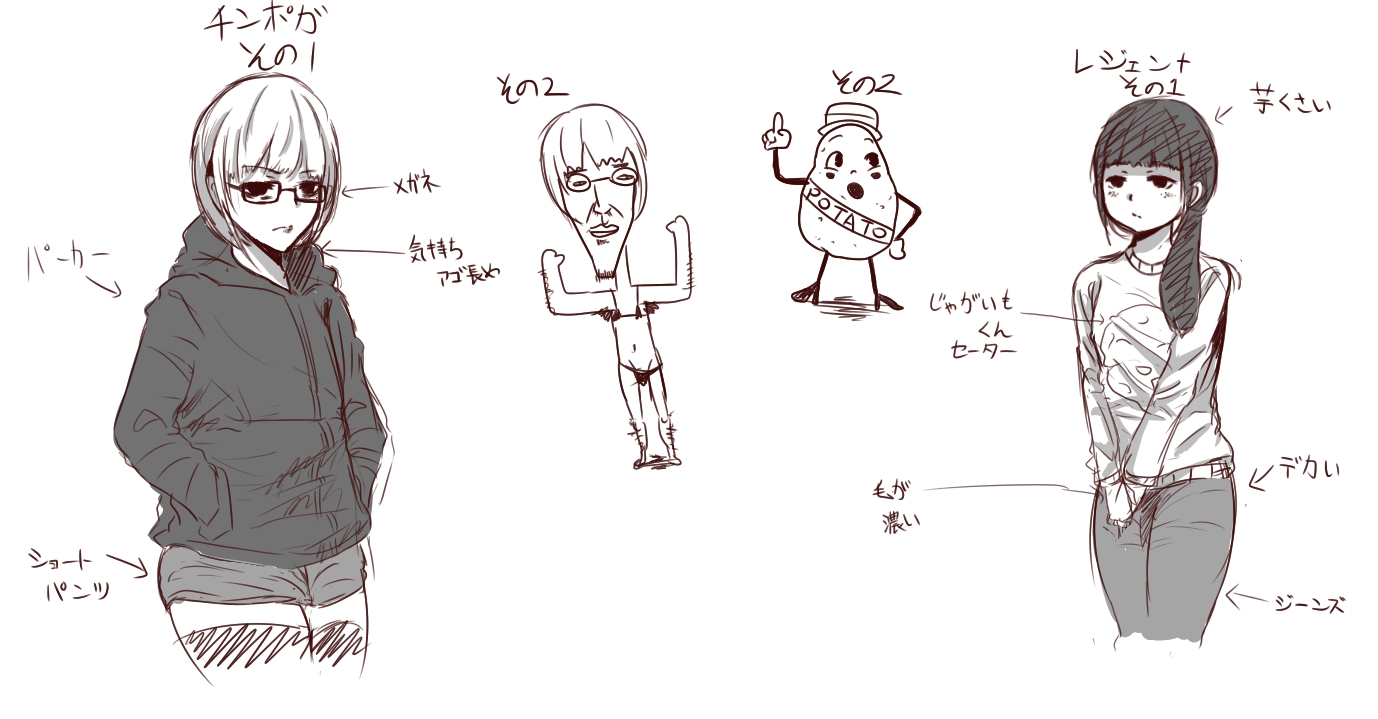 チンポが
その1
メガネ
パーカー
気持ち
アゴ長め
ショート
パンツ
その2
その2
POTATO
レジェント
その1
芋くさい
じゃがいも
くん
セーター
毛が
濃い
デカい
ジーンズ